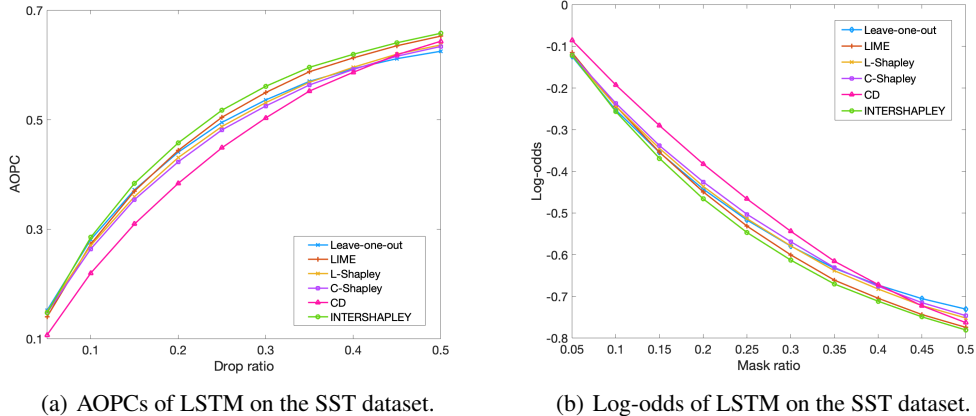 0.7
0.5
0.3
0.1
AOPC
0.1
0.2
0.3
0.4
0.5
Drop ratio
Leave-one-out
LIME
L-Shapley
C-Shapley
CD
INTERSHAPLEY
(a) AOPCs of LSTM on the SST dataset.
0
-0.1
-0.2
-0.3
-0.4
-0.5
-0.6
-0.7
-0.8
Log-odds
0.05
0.1
0.15
0.2
0.25
0.3
0.35
0.4
0.45
0.5
Mask ratio
Leave-one-out
LIME
L-Shapley
C-Shapley
CD
INTERSHAPLEY
(b) Log-odds of LSTM on the SST dataset.